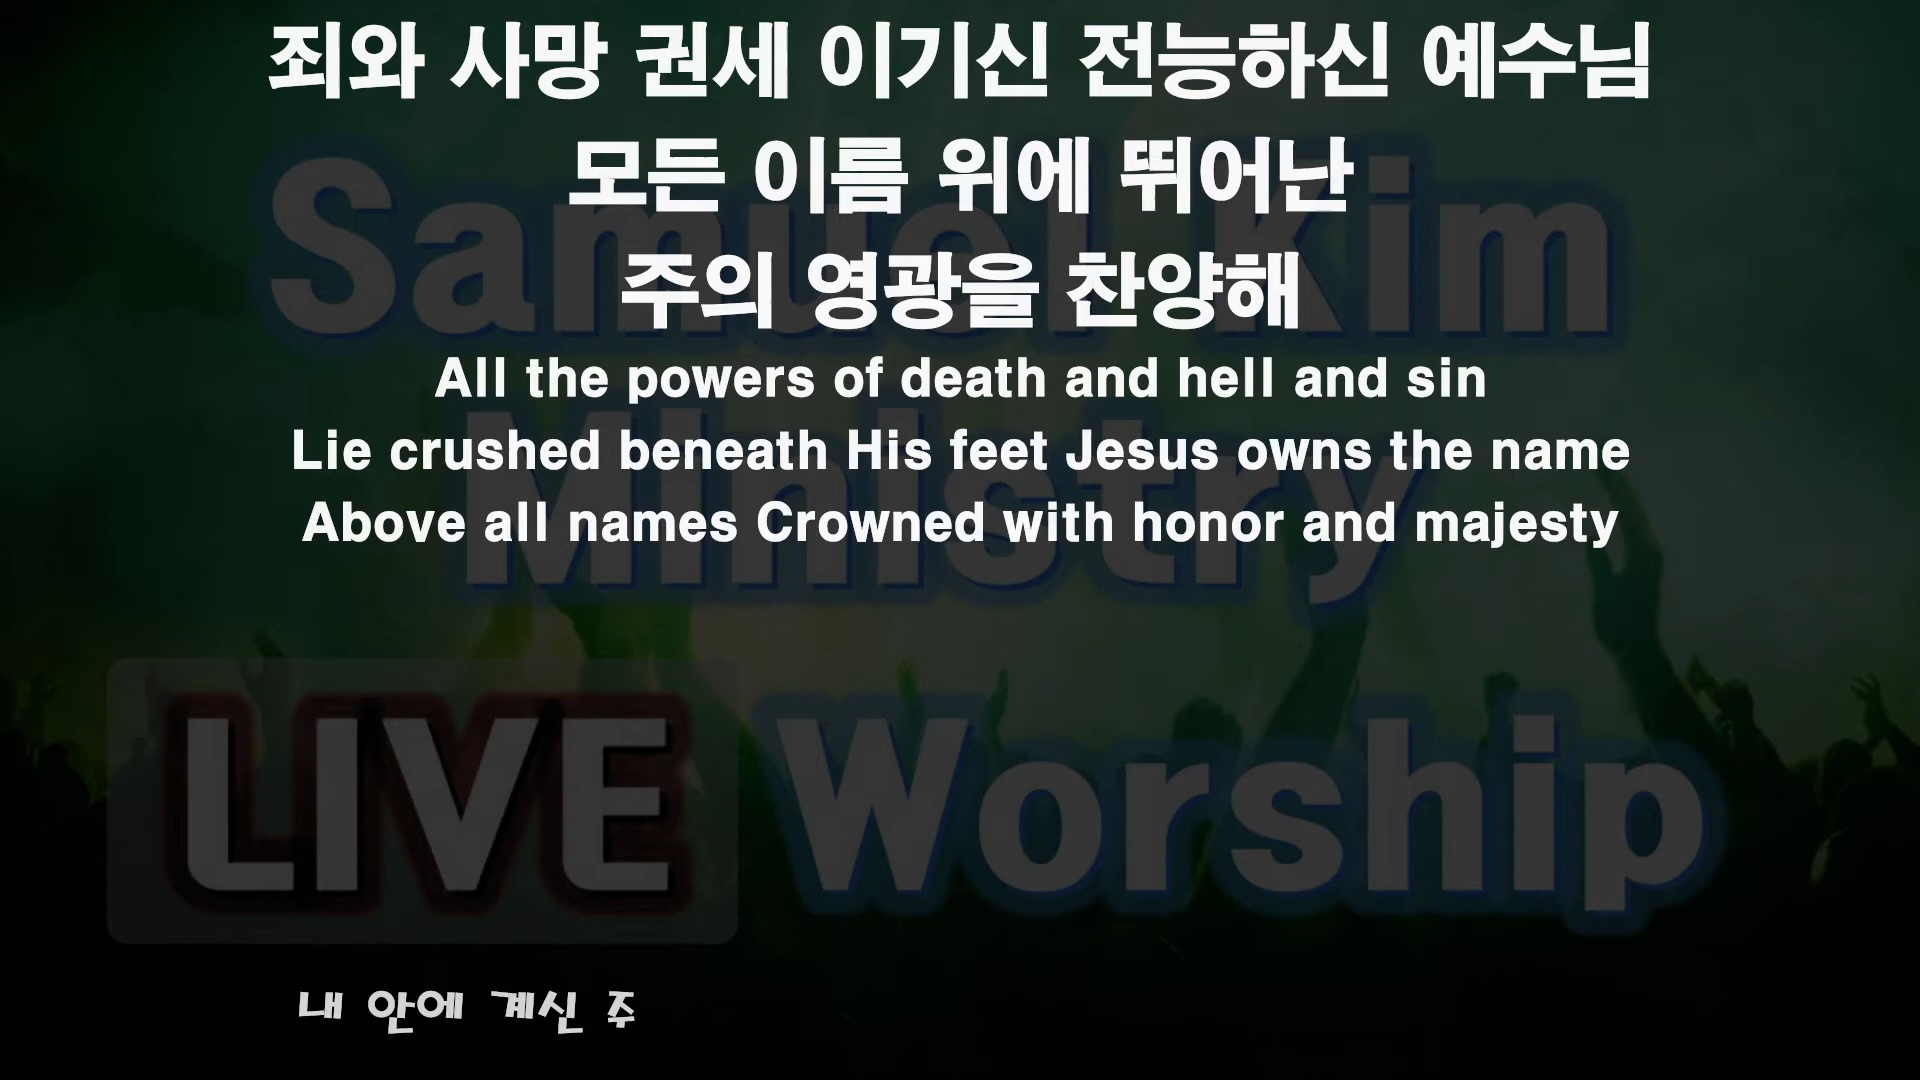 죄와 사망 권세 이기신 전능하신 예수님
모든 이름 위에 뛰어난
주의 영광을 찬양해
All the powers of death and hell and sin
Lie crushed beneath His feet Jesus owns the name
Above all names Crowned with honor and majesty
Samuel Kim
Ministry
LIVE Worship
내 안에 계신 주